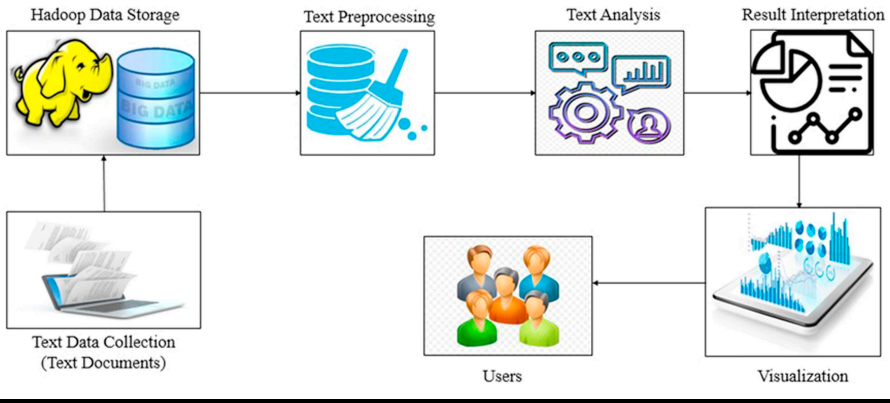 Hadoop Data Storage
Text Preprocessing
Text Analysis
Result Interpretation
BIG DATA
BIG DATA
Text Data Collection
(Text Documents)
Users
Visualization